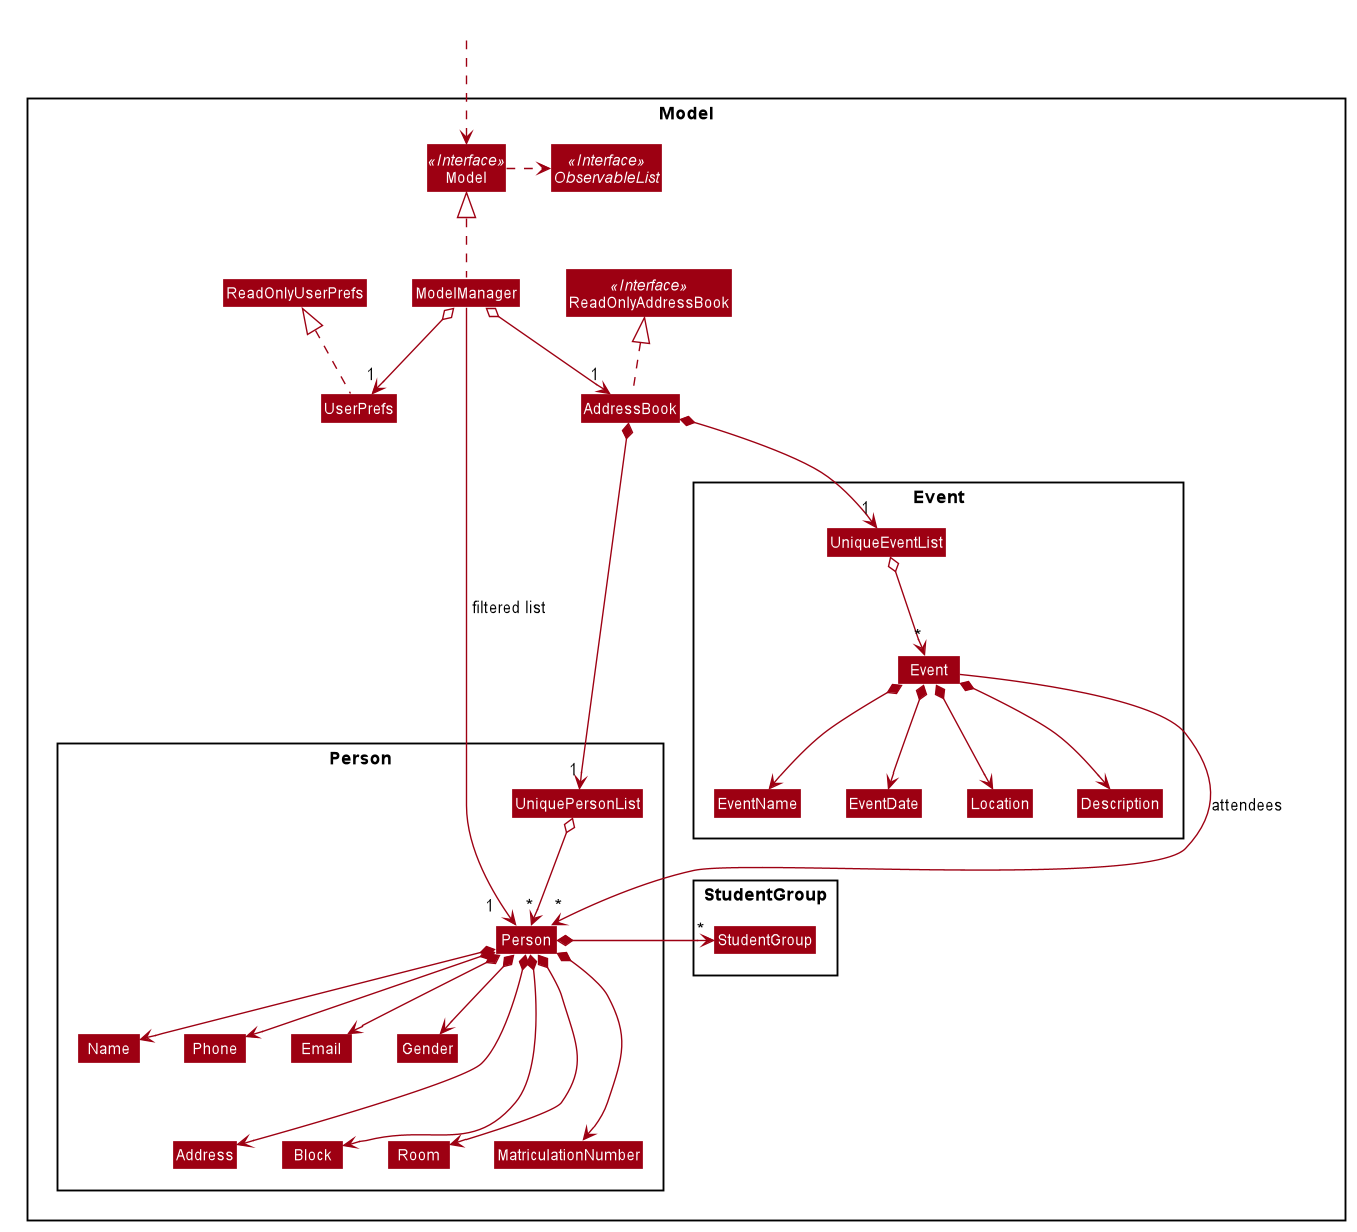 Model
«Interface»
Model
«Interface»
ObservableList
ReadOnlyUserPrefs
ModelManager
«Interface»
ReadOnlyAddressBook
1
1
UserPrefs
AddressBook
Event
1
UniqueEventList
filtered list
*
Event
Person
1
UniquePersonList
EventName
EventDate
Location
Description
attendees
StudentGroup
1
*
*
*
Person
StudentGroup
Name
Phone
Email
Gender
Address
Block
Room
MatriculationNumber